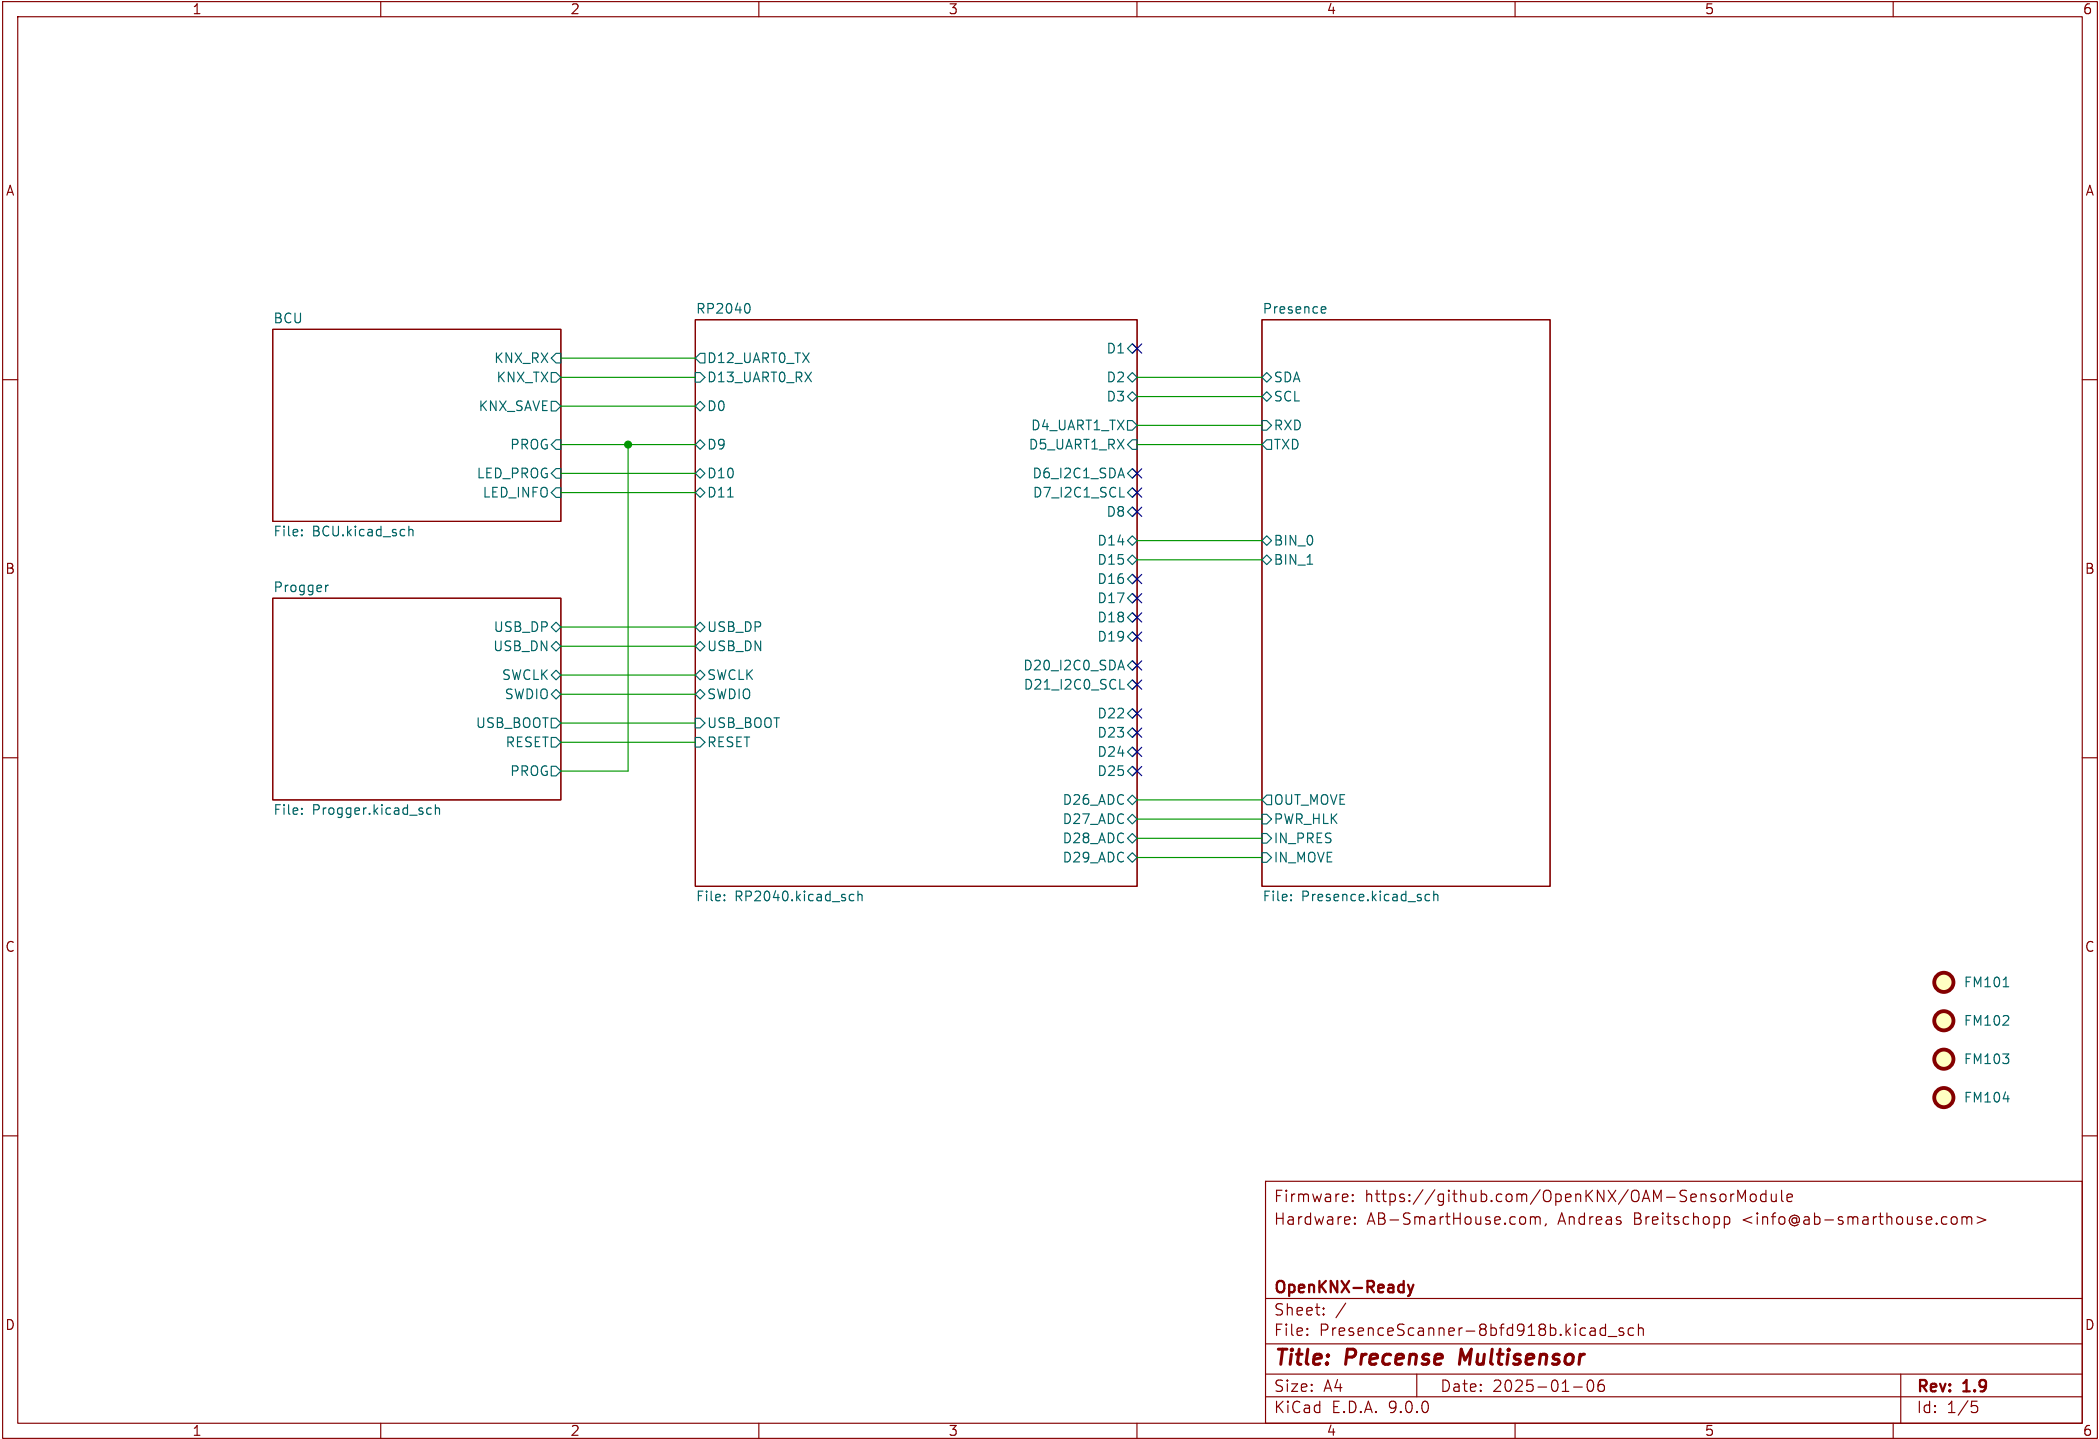 1 2 3 4 5 6
A
B
C
D
A
B
C
D
1 2 3 4 5 6
BCU
KNX_RX
KNX_TX
KNX_SAVE
PROG
LED_PROG
LED_INFO
File: BCU.kicad_sch
Progger
USB_DP
USB_DN
SWCLK
SWDIO
USB_BOOT
RESET
PROG
File: Progger.kicad_sch
RP2040
D12_UART0_TX
D13_UART0_RX
D0
D9
D10
D11
USB_DP
USB_DN
SWCLK
SWDIO
USB_BOOT
RESET
D1
D2
D3
D4_UART1_TX
D5_UART1_RX
D6_I2C1_SDA
D7_I2C1_SCL
D8
D14
D15
D16
D17
D18
D19
D20_I2C0_SDA
D21_I2C0_SCL
D22
D23
D24
D25
D26_ADC
D27_ADC
D28_ADC
D29_ADC
File: RP2040.kicad_sch
Presence
SDA
SCL
RXD
TXD
BIN_0
BIN_1
OUT_MOVE
PWR_HLK
IN_PRES
IN_MOVE
File: Presence.kicad_sch
FM101
FM102
FM103
FM104
Firmware: https://github.com/OpenKNX/OAM-SensorModule
Hardware: AB-SmartHouse.com, Andreas Breitschopp <info@ab-smarthouse.com>
OpenKNX-Ready
Sheet: /
File: PresenceScanner-8bfd918b.kicad_sch
Title: Precense Multisensor
Size: A4 Date: 2025-01-06 Rev: 1.9
KiCad E.D.A. 9.0.0 Id: 1/5